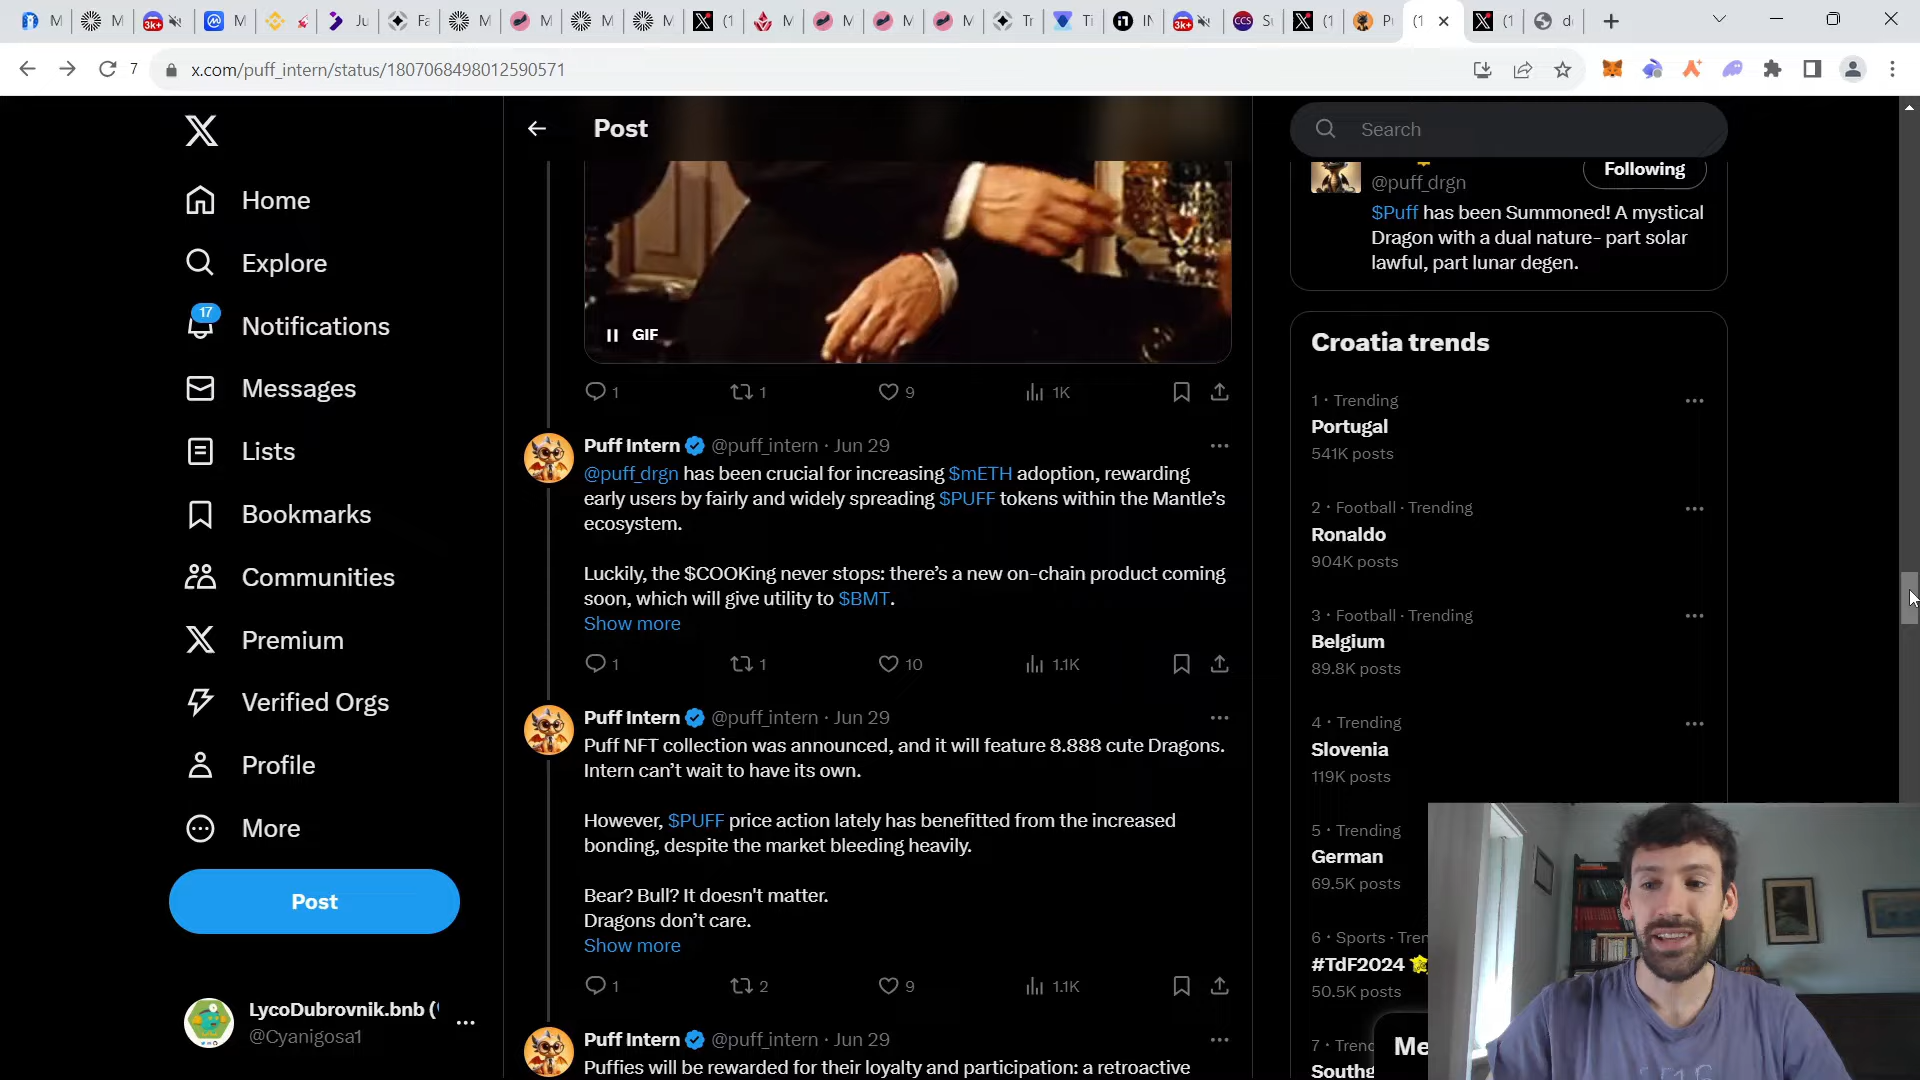 x.com/puff_intern/status/1807068498012590571
7
Home
Explore
17
Notifications
Messages
Lists
Bookmarks
Communities
Premium
Verified Orgs
Profile
More
Post
LycoDubrovnik.bnb
@Cyanigosa1
Post
GIF
1
1
9
1K
Puff Intern @puff_intern · Jun 29
@puff_drgn has been crucial for increasing $mETH adoption, rewarding
early users by fairly and widely spreading $PUFF tokens within the Mantle’s
ecosystem.
Luckily, the $COOKing never stops: there’s a new on-chain product coming
soon, which will give utility to $BMT.
Show more
1
1
10
1.1K
Puff Intern @puff_intern · Jun 29
Puff NFT collection was announced, and it will feature 8.888 cute Dragons.
Intern can’t wait to have its own.
However, $PUFF price action lately has benefitted from the increased
bonding, despite the market bleeding heavily.
Bear? Bull? It doesn't matter.
Dragons don’t care.
Show more
1
2
9
1.1K
Puff Intern @puff_intern · Jun 29
Puffies will be rewarded for their loyalty and participation: a retroactive
Search
@puff_drgn
Following
$Puff has been Summoned! A mystical
Dragon with a dual nature- part solar
lawful, part lunar degen.
Croatia trends
1 · Trending
Portugal
541K posts
2 · Football · Trending
Ronaldo
904K posts
3 · Football · Trending
Belgium
89.8K posts
4 · Trending
Slovenia
119K posts
5 · Trending
German
69.5K posts
6 · Sports · Tren
#TdF2024
50.5K posts
7 · Trenc
Southg
Me